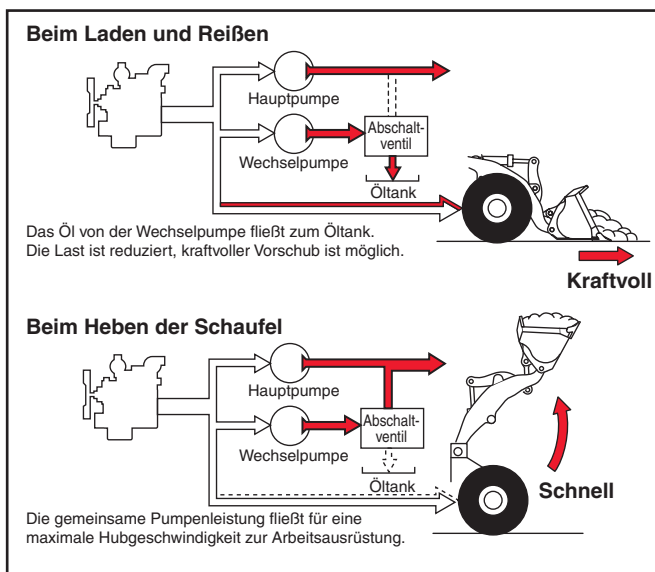 Beim Laden und Reißen
Hauptpumpe
Abschalt-
ventil
Wechselpumpe
Öltank
Das Öl von der Wechselpumpe fließt zum Öltank.
Die Last ist reduziert, kraftvoller Vorschub ist möglich.
Kraftvoll
Beim Heben der Schaufel
Hauptpumpe
Abschalt-
ventil
Wechselpumpe
Öltank
Schnell
Die gemeinsame Pumpenleistung fließt für eine
maximale Hubgeschwindigkeit zur Arbeitsausrüstung.